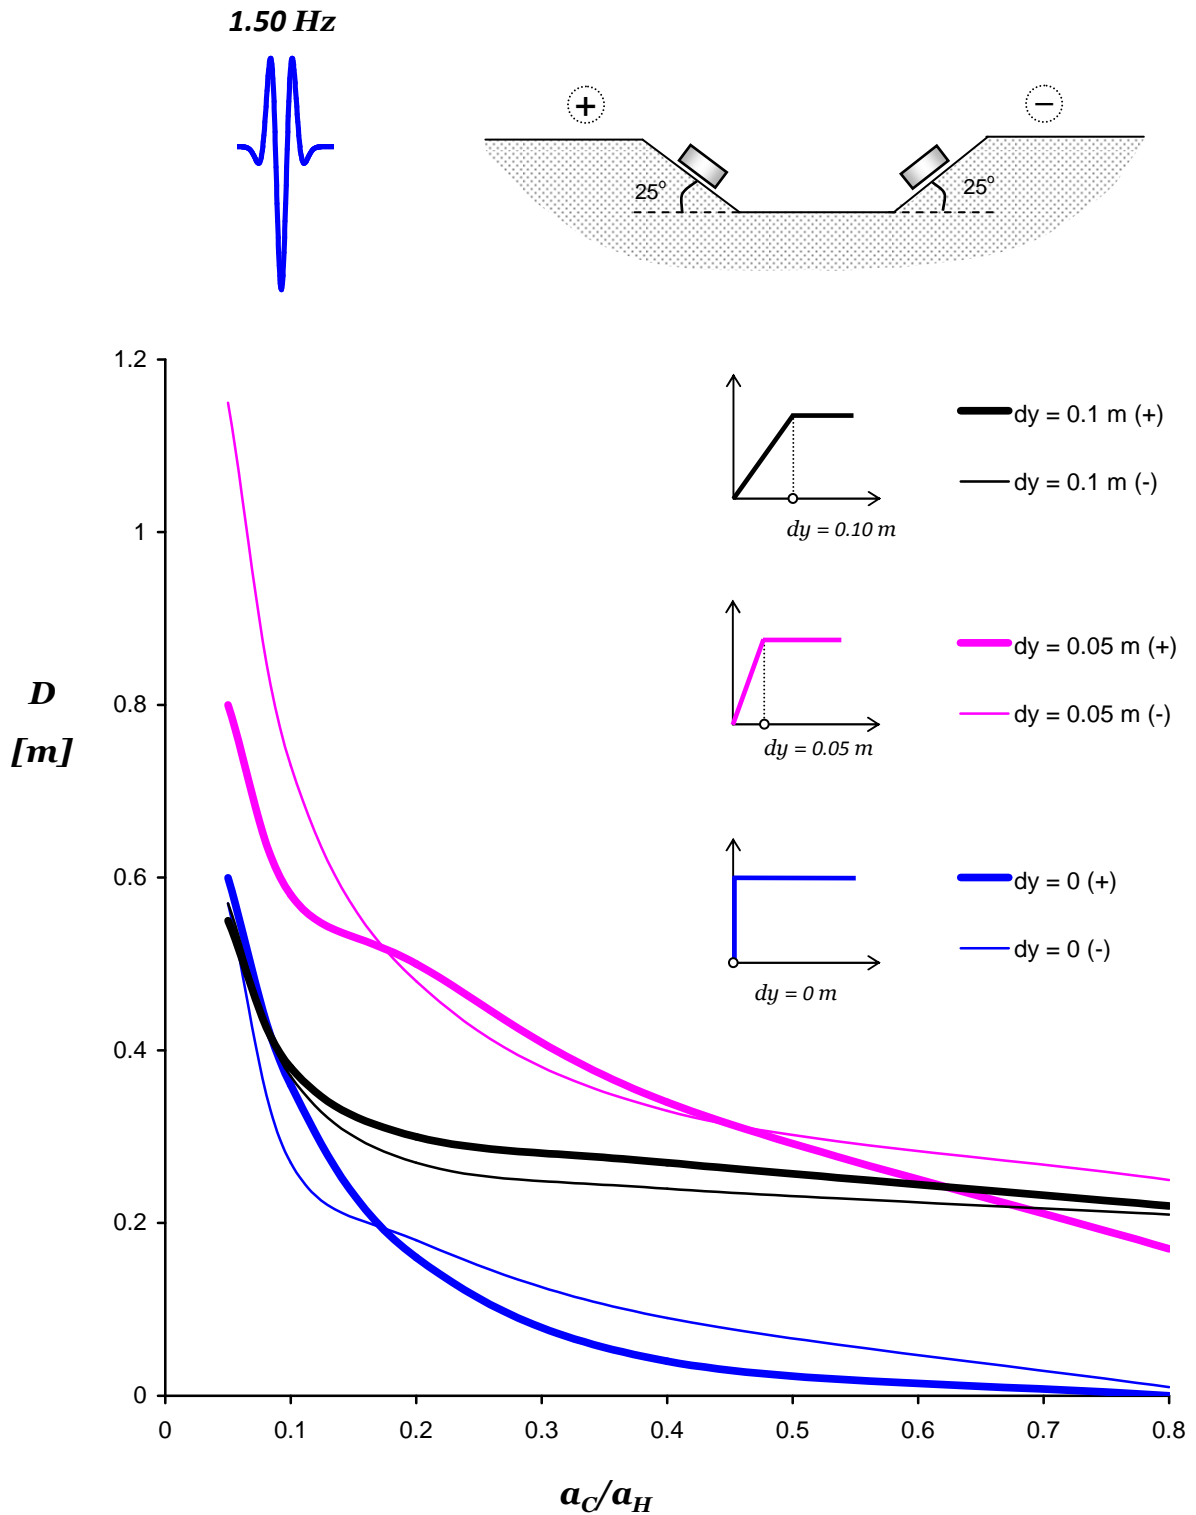 1.50 Hz
+
−
25°
25°
1.2
1
0.8
0.6
0.4
0.2
0
D
[m]
dy = 0.10 m
dy = 0.1 m (+)
dy = 0.1 m (-)
dy = 0.05 m
dy = 0.05 m (+)
dy = 0.05 m (-)
dy = 0 m
dy = 0 (+)
dy = 0 (-)
0 0.1 0.2 0.3 0.4 0.5 0.6 0.7 0.8
aC/aH